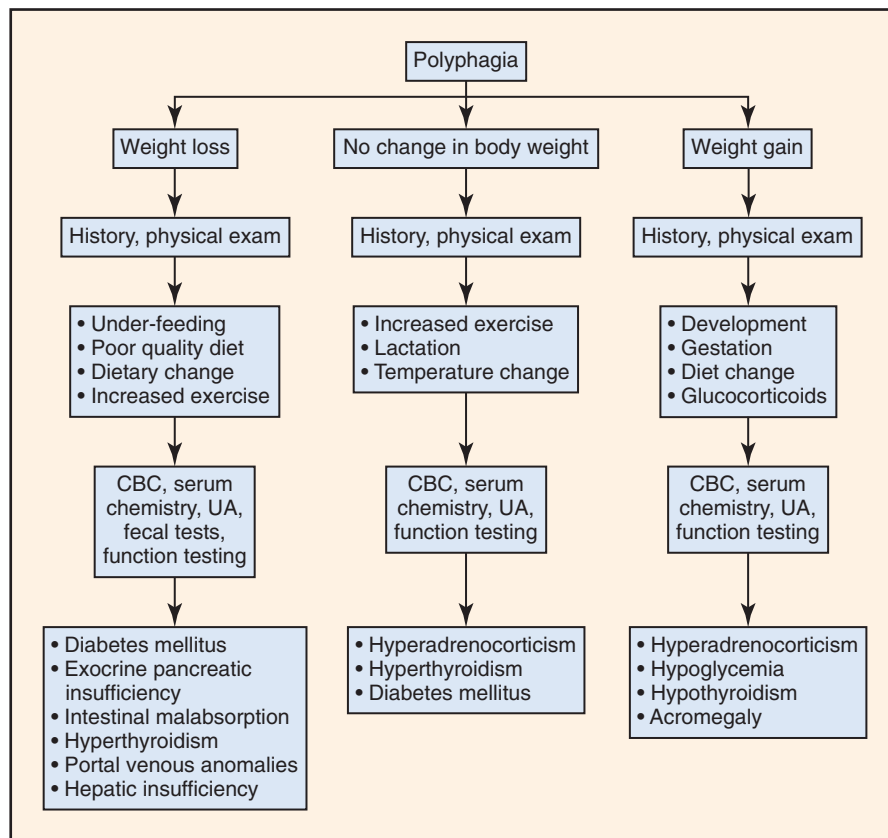 Polyphagia
Weight loss
No change in body weight
Weight gain
History, physical exam
History, physical exam
History, physical exam
• Under-feeding
• Poor quality diet
• Dietary change
• Increased exercise
• Increased exercise
• Lactation
• Temperature change
• Development
• Gestation
• Diet change
• Glucocorticoids
CBC, serum
chemistry, UA,
fecal tests,
function testing
CBC, serum
chemistry, UA,
function testing
CBC, serum
chemistry, UA,
function testing
• Diabetes mellitus
• Exocrine pancreatic
insufficiency
• Intestinal malabsorption
• Hyperthyroidism
• Portal venous anomalies
• Hepatic insufficiency
• Hyperadrenocorticism
• Hyperthyroidism
• Diabetes mellitus
• Hyperadrenocorticism
• Hypoglycemia
• Hypothyroidism
• Acromegaly